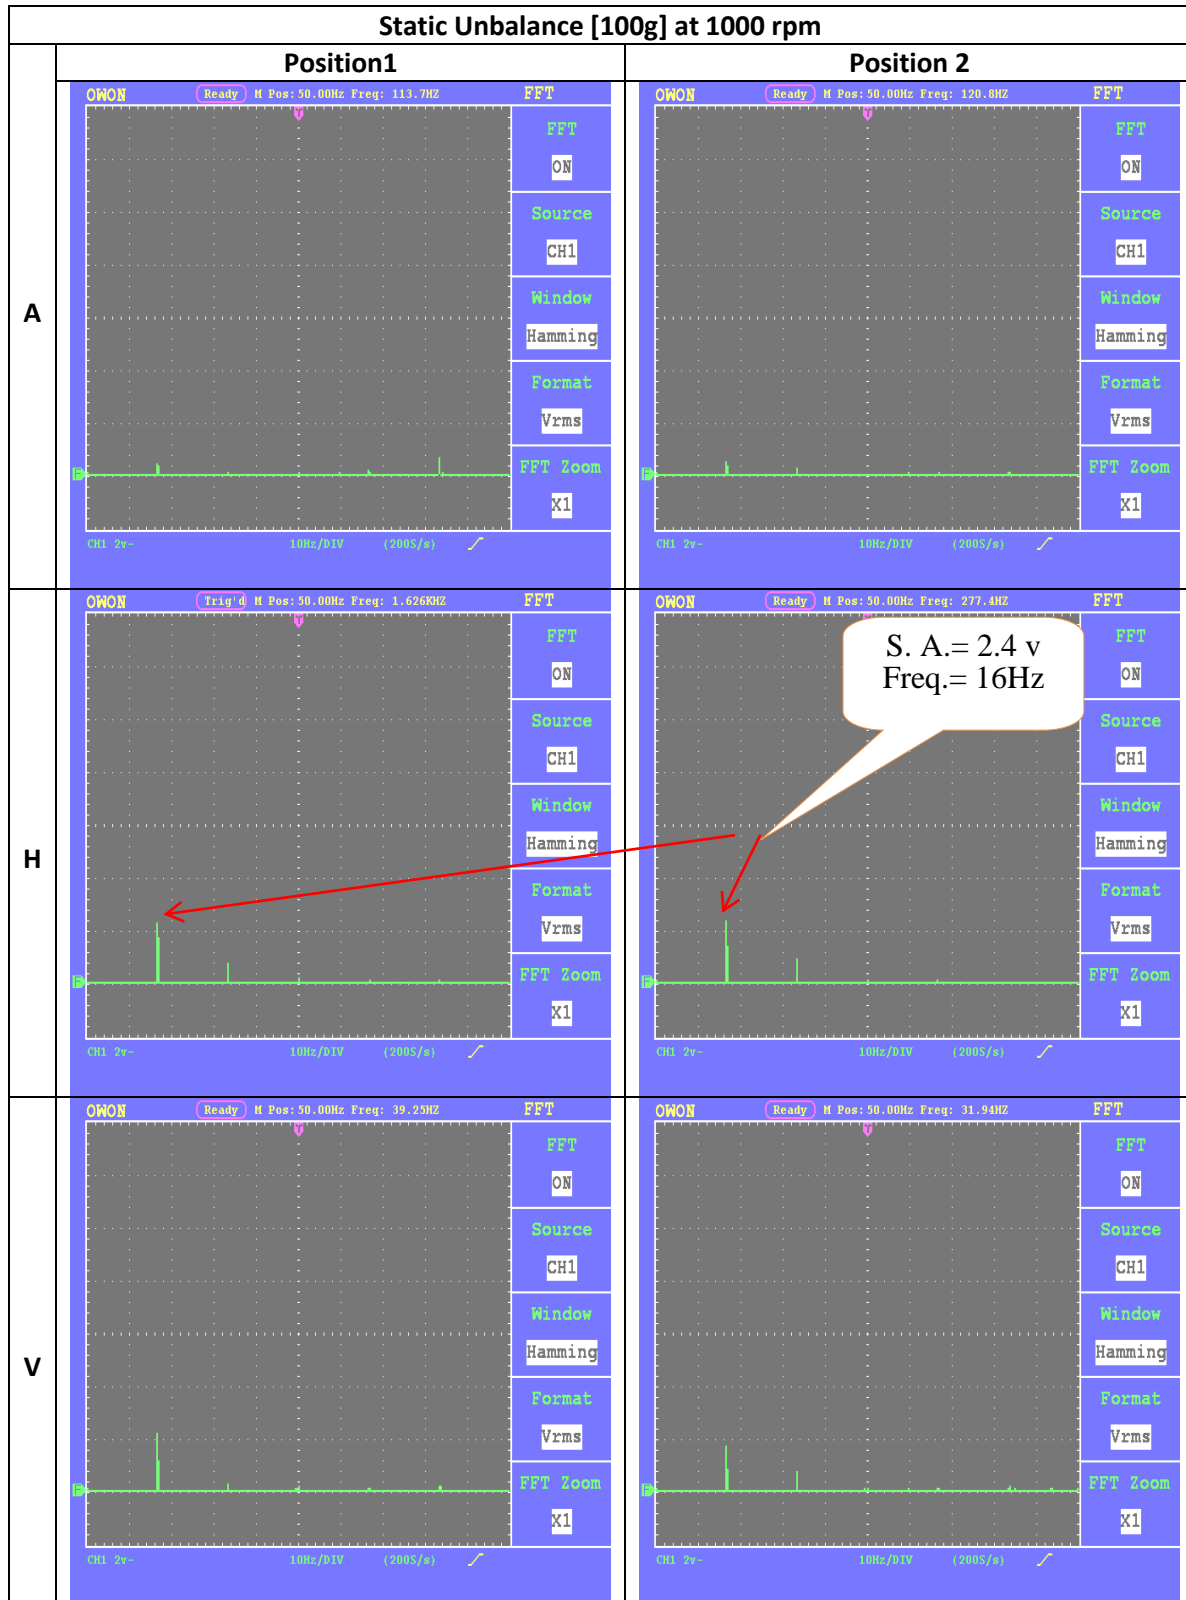 Static Unbalance [100g] at 1000 rpm
Position1
Position 2
A
OWON Ready M Pos: 50.00Hz Freq: 113.7HZ FFT
T
FFT
ON
Source
CH1
Window
Hamming
Format
Vrms
FFT Zoom
X1
F
CH1 2v~ 10Hz/DIV (200S/s)
OWON Ready M Pos: 50.00Hz Freq: 120.8HZ FFT
T
FFT
ON
Source
CH1
Window
Hamming
Format
Vrms
FFT Zoom
X1
F
CH1 2v~ 10Hz/DIV (200S/s)
H
OWON Trig'd M Pos: 50.00Hz Freq: 1.626KHZ FFT
T
FFT
ON
Source
CH1
Window
Hamming
Format
Vrms
FFT Zoom
X1
F
CH1 2v~ 10Hz/DIV (200S/s)
OWON Ready M Pos: 50.00Hz Freq: 277.4HZ FFT
T
S. A.= 2.4 v
Freq.= 16Hz
FFT
ON
Source
CH1
Window
Hamming
Format
Vrms
FFT Zoom
X1
F
CH1 2v~ 10Hz/DIV (200S/s)
V
OWON Ready M Pos: 50.00Hz Freq: 39.25HZ FFT
T
FFT
ON
Source
CH1
Window
Hamming
Format
Vrms
FFT Zoom
X1
F
CH1 2v~ 10Hz/DIV (200S/s)
OWON Ready M Pos: 50.00Hz Freq: 31.94HZ FFT
T
FFT
ON
Source
CH1
Window
Hamming
Format
Vrms
FFT Zoom
X1
F
CH1 2v~ 10Hz/DIV (200S/s)